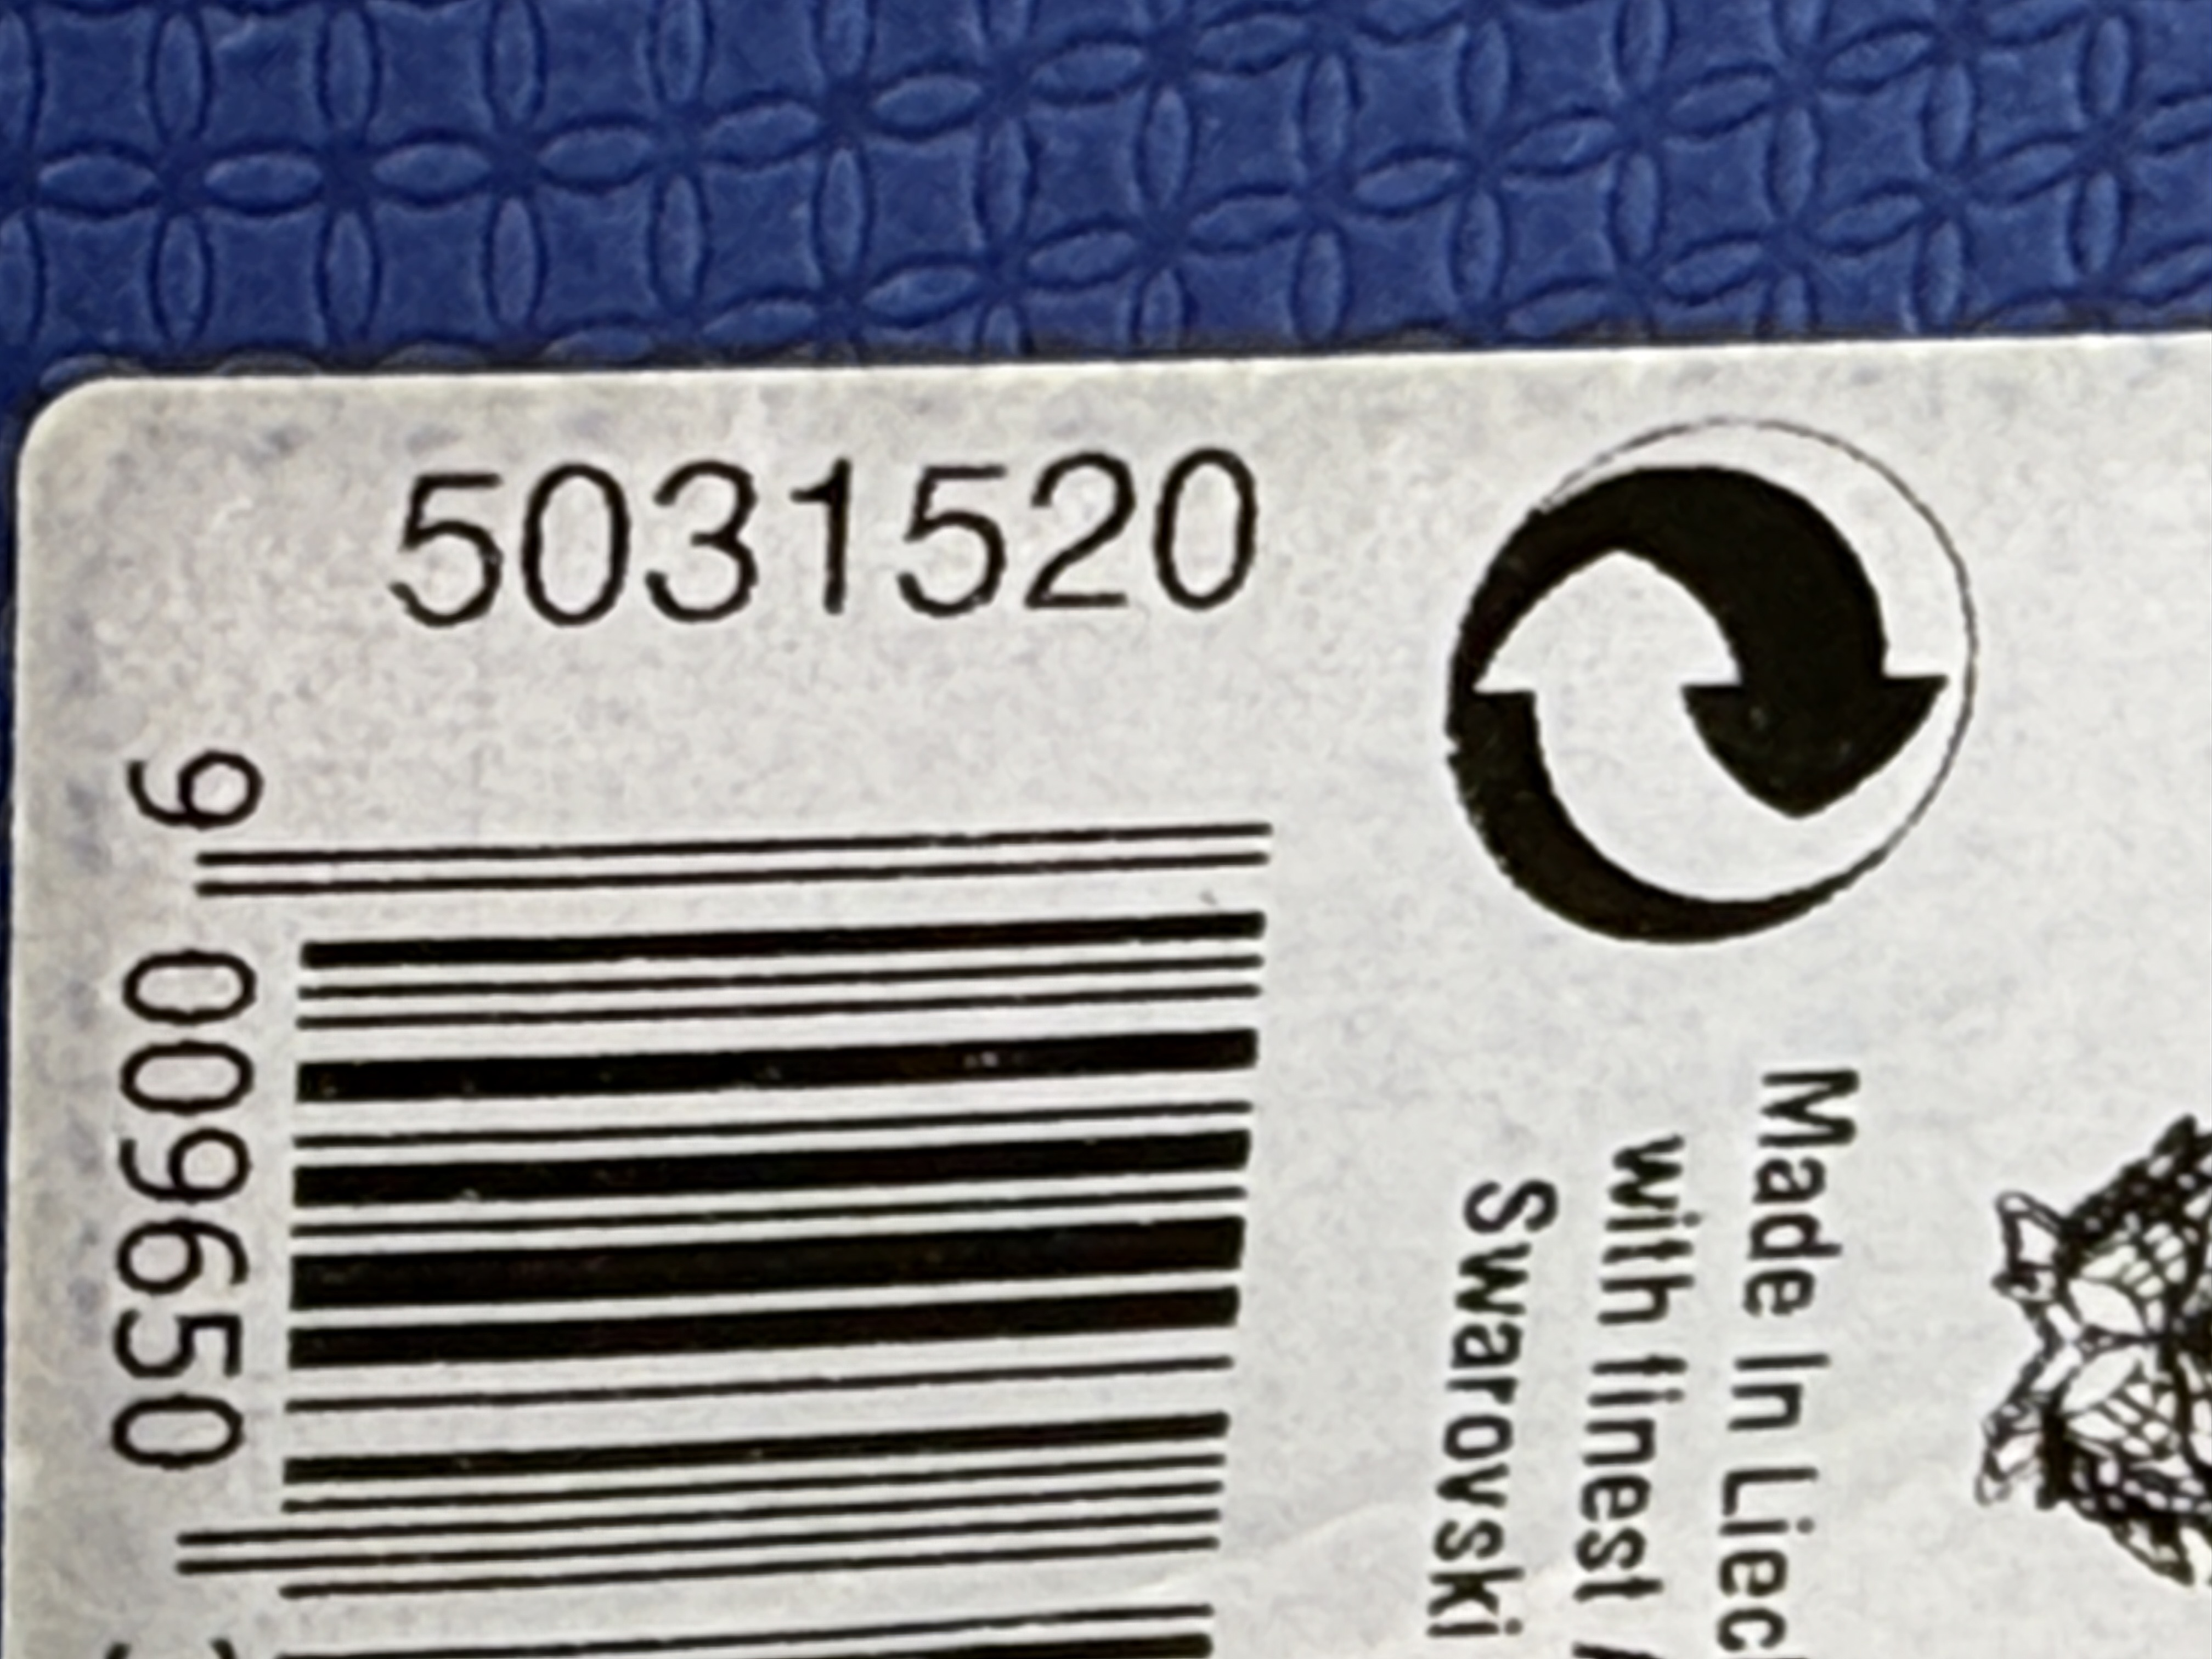 5031520
9 009650
Made In Liec
with finest A
Swarovski